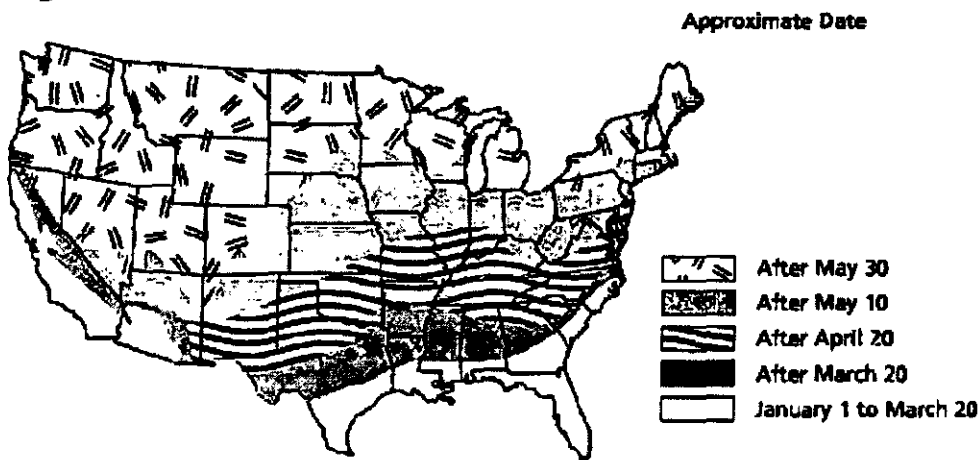 Approximate Date
After May 30
After May 10
After April 20
After March 20
January 1 to March 20